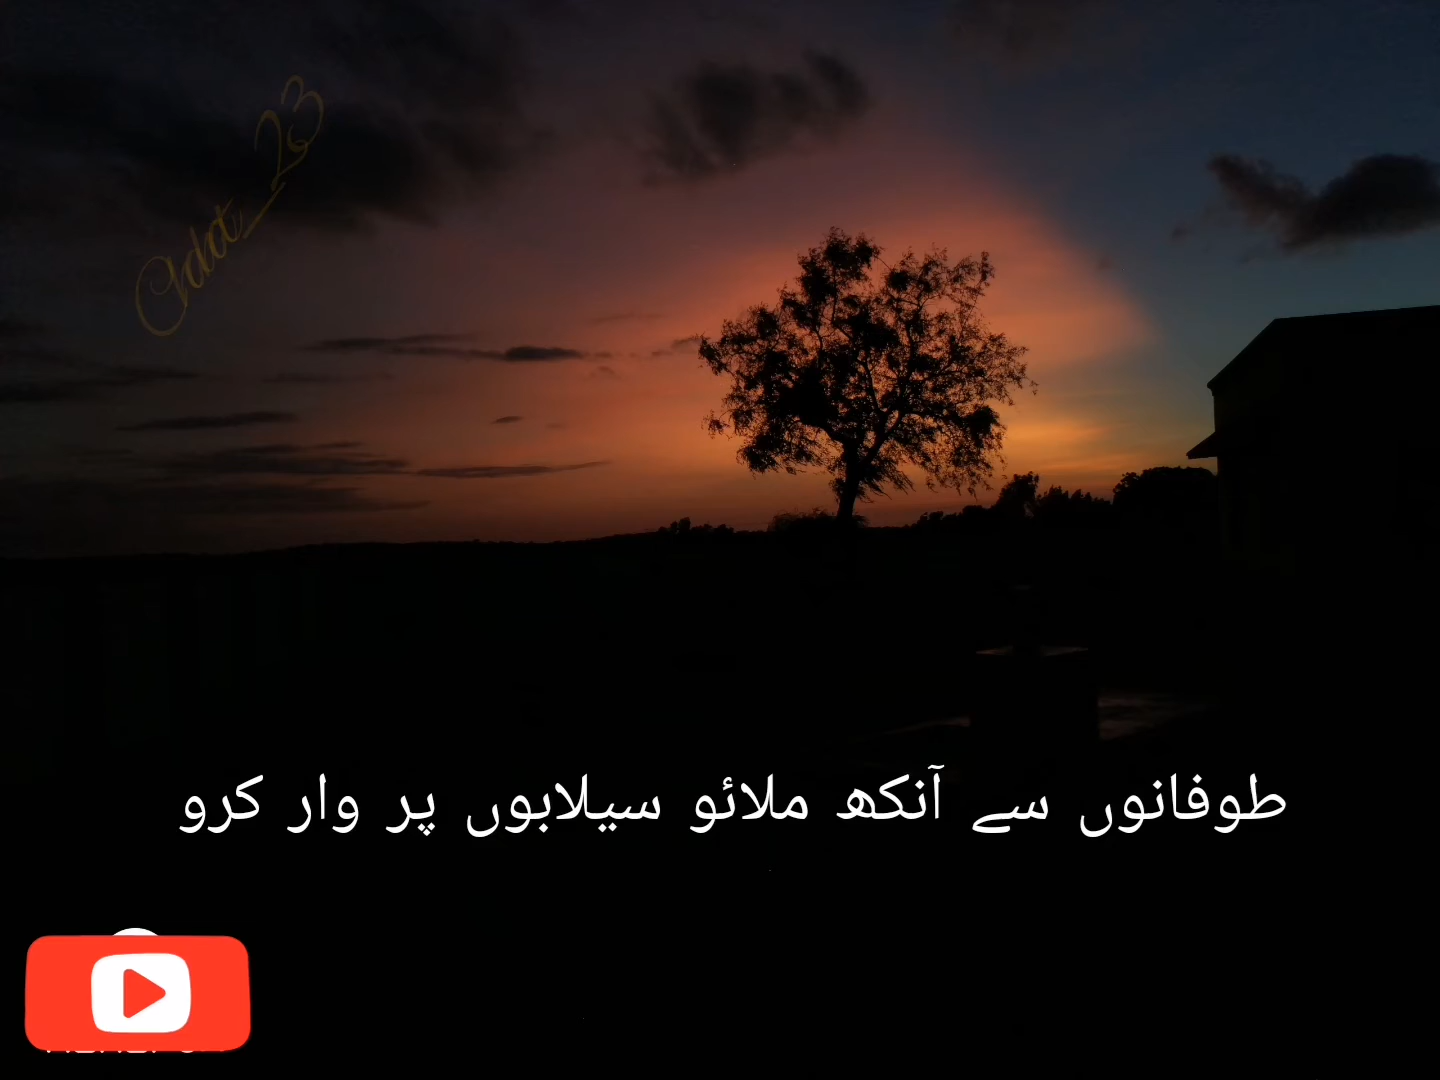 طوفانوں سے آنکھ ملائو سیلابوں پر وار کرو